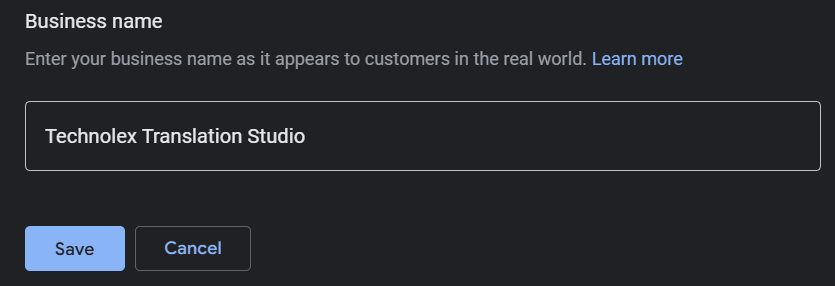 Business name
Enter your business name as it appears to customers in the real world. Learn more
Technolex Translation Studio
Save
Cancel